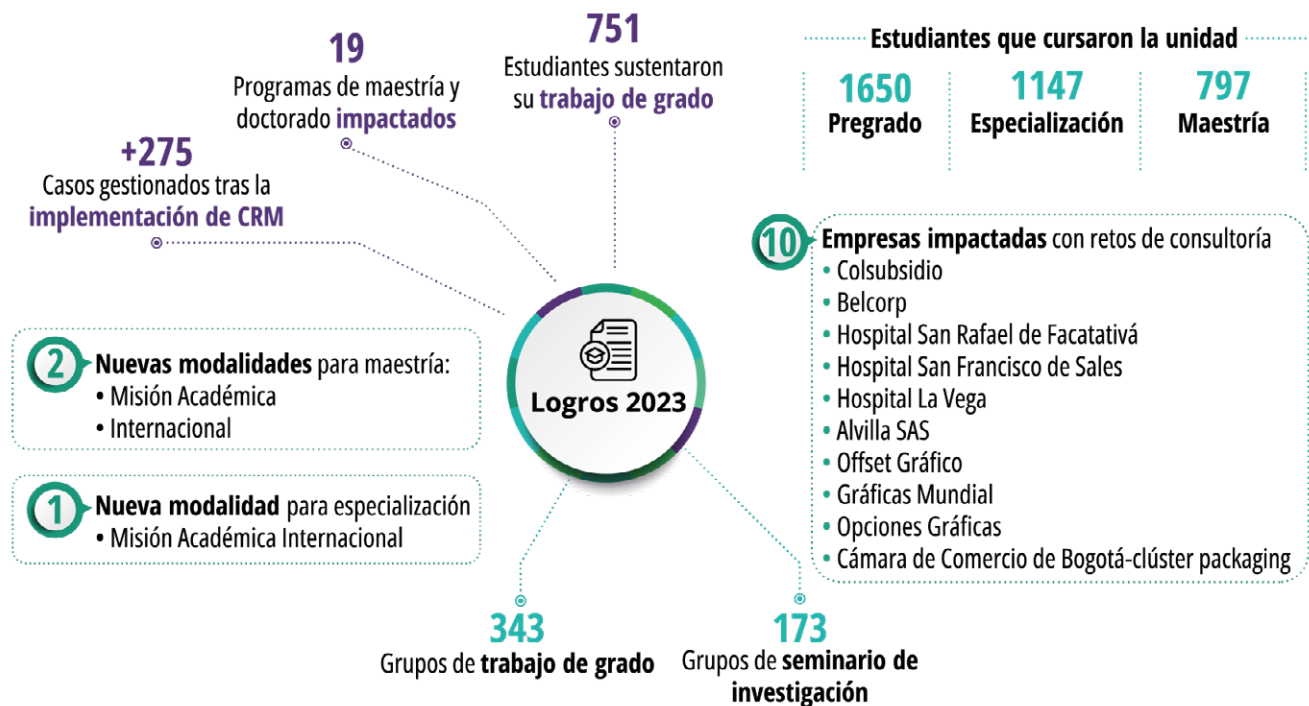 19
Programas de maestría y
doctorado impactados
751
Estudiantes sustentaron
su trabajo de grado
Estudiantes que cursaron la unidad
1650
Pregrado
1147
Especialización
797
Maestría
+275
Casos gestionados tras la
implementación de CRM
Logros 2023
2
Nuevas modalidades para maestría:
• Misión Académica
• Internacional
1
Nueva modalidad para especialización
• Misión Académica Internacional
10
Empresas impactadas con retos de consultoría
• Colsubsidio
• Belcorp
• Hospital San Rafael de Facatativá
• Hospital San Francisco de Sales
• Hospital La Vega
• Alvilla SAS
• Offset Gráfico
• Gráficas Mundial
• Opciones Gráficas
• Cámara de Comercio de Bogotá-clúster packaging
343
Grupos de trabajo de grado
173
Grupos de seminario de
investigación